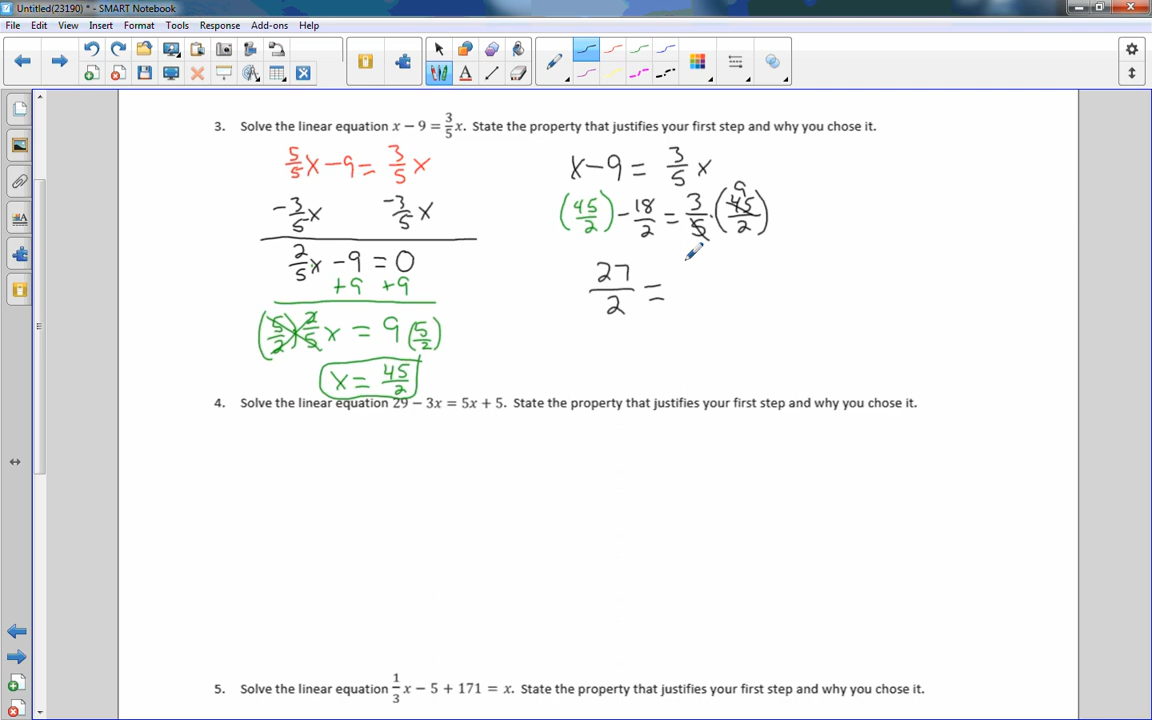 Untitled(23190) * - SMART Notebook
File Edit View Insert Format Tools Response Add-ons Help
3. Solve the linear equation x − 9 = 3/5 x. State the property that justifies your first step and why you chose it.
5/5 x − 9 = 3/5 x
−3/5 x −3/5 x
2/5 x − 9 = 0
+9 +9
(5/2) 2/5 x = 9 (5/2)
x = 45/2
x − 9 = 3/5 x
(45/2) − 18/2 = 3/5 · (45/2) 9
27/2 =
4. Solve the linear equation 29 − 3x = 5x + 5. State the property that justifies your first step and why you chose it.
5. Solve the linear equation 1/3 x − 5 + 171 = x. State the property that justifies your first step and why you chose it.